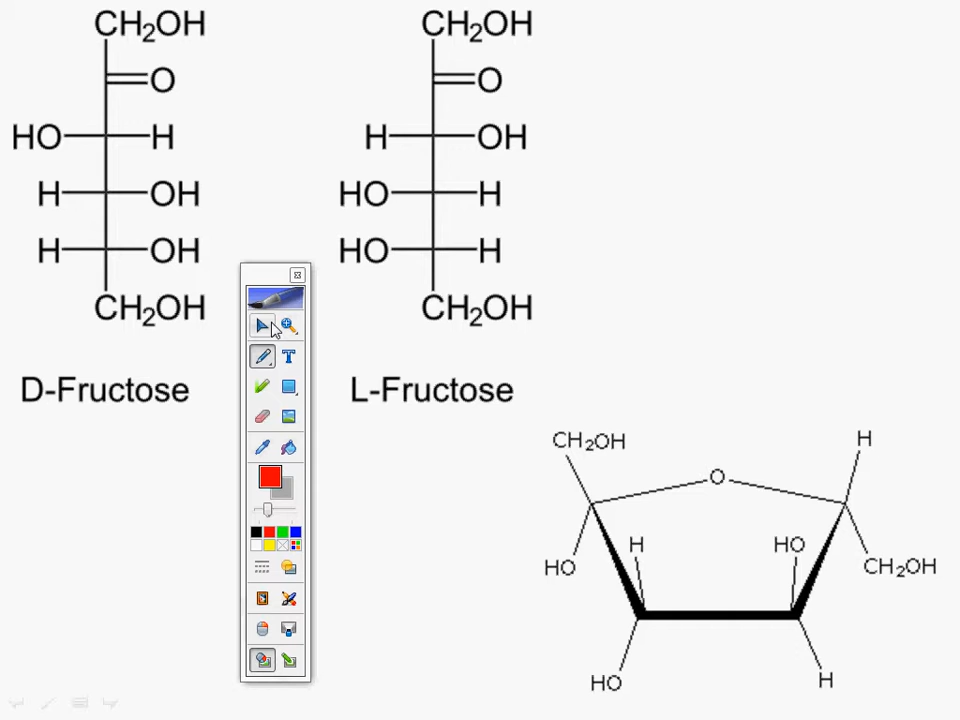 CH₂OH CH₂OH
O O
HO H H OH
H OH HO H
H OH HO H
CH₂OH CH₂OH
D-Fructose L-Fructose
CH₂OH H
O
H HO
HO CH₂OH
HO H
T